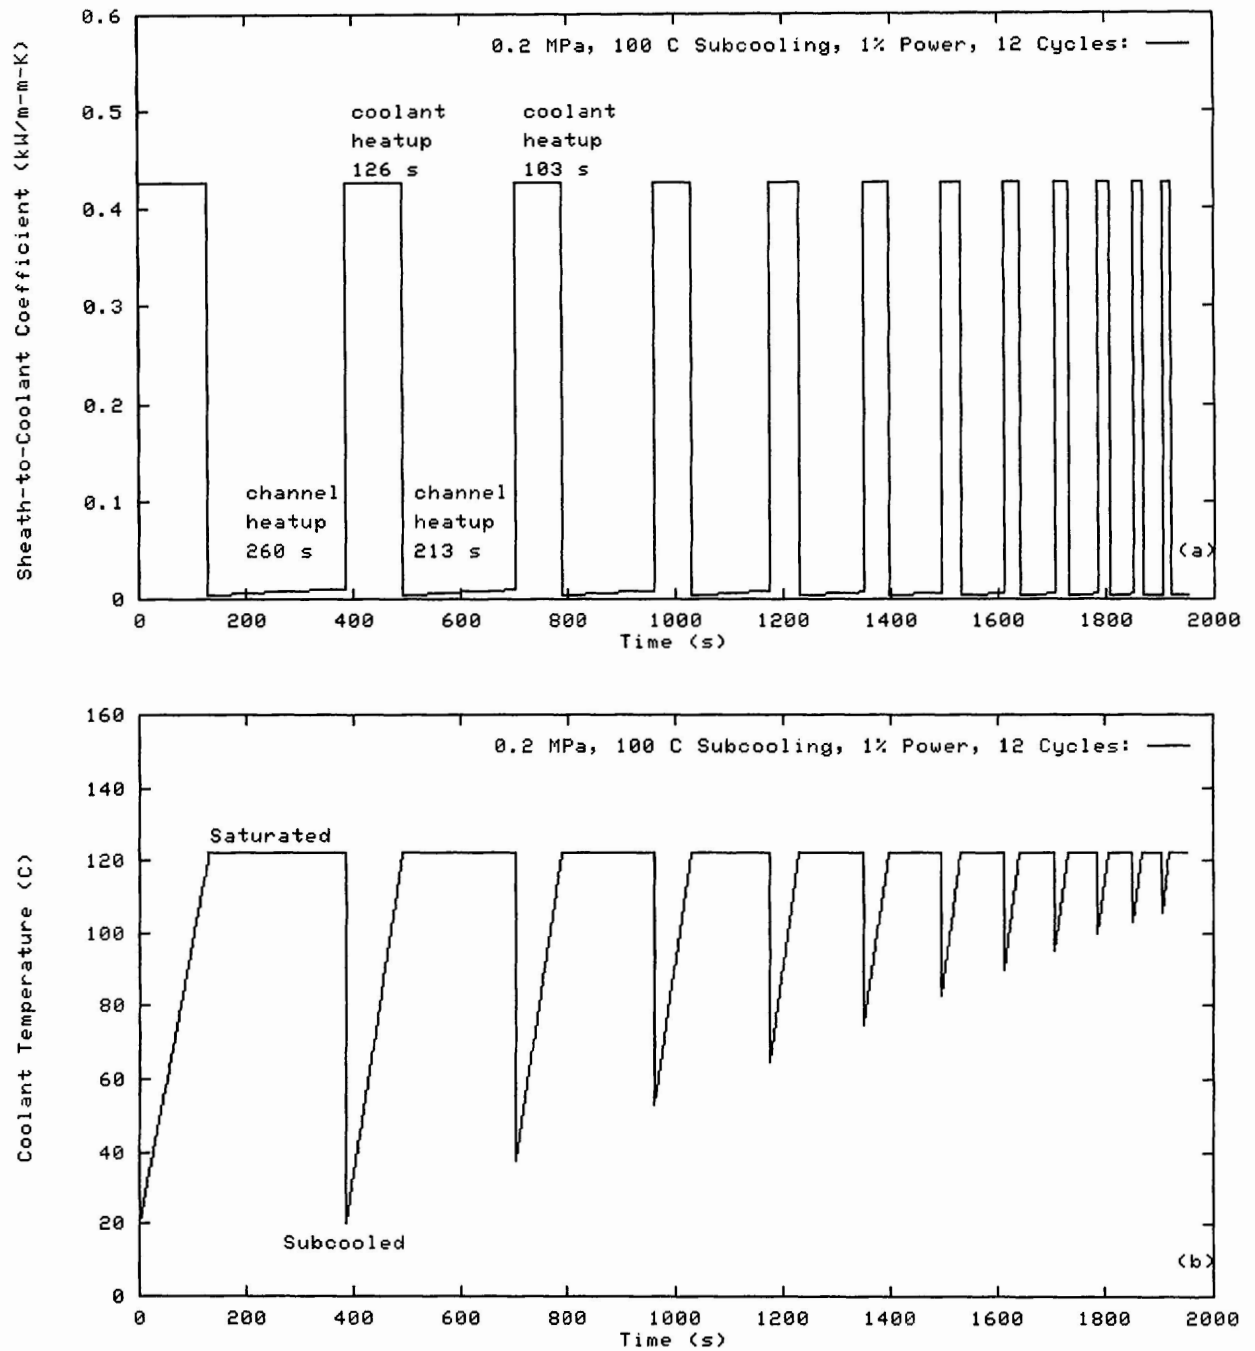 0.6
0.2 MPa, 100 C Subcooling, 1% Power, 12 Cycles:
0.5
coolant
heatup
126 s
coolant
heatup
103 s
0.4
0.3
0.2
0.1
channel
heatup
260 s
channel
heatup
213 s
(a)
0
Sheath-to-Coolant Coefficient (kW/m-m-K)
0 200 400 600 800 1000 1200 1400 1600 1800 2000
Time (s)
160
0.2 MPa, 100 C Subcooling, 1% Power, 12 Cycles:
140
Saturated
120
100
80
60
40
20
Subcooled
(b)
0
Coolant Temperature (C)
0 200 400 600 800 1000 1200 1400 1600 1800 2000
Time (s)